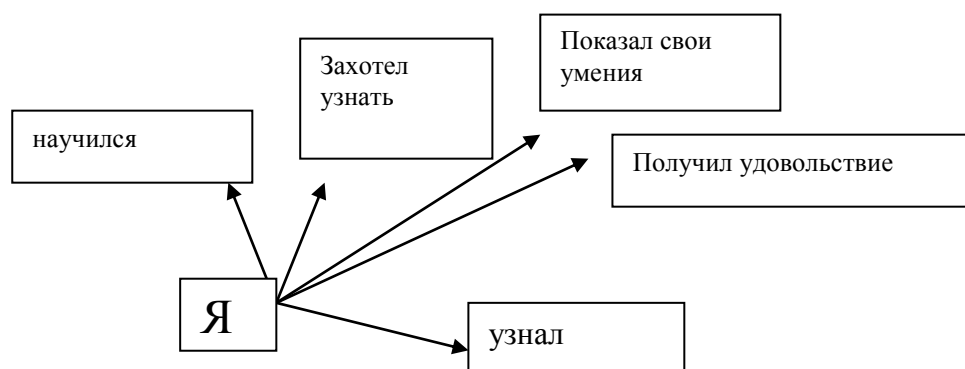 Показал свои
умения
Захотел
узнать
научился
Получил удовольствие
Я
узнал